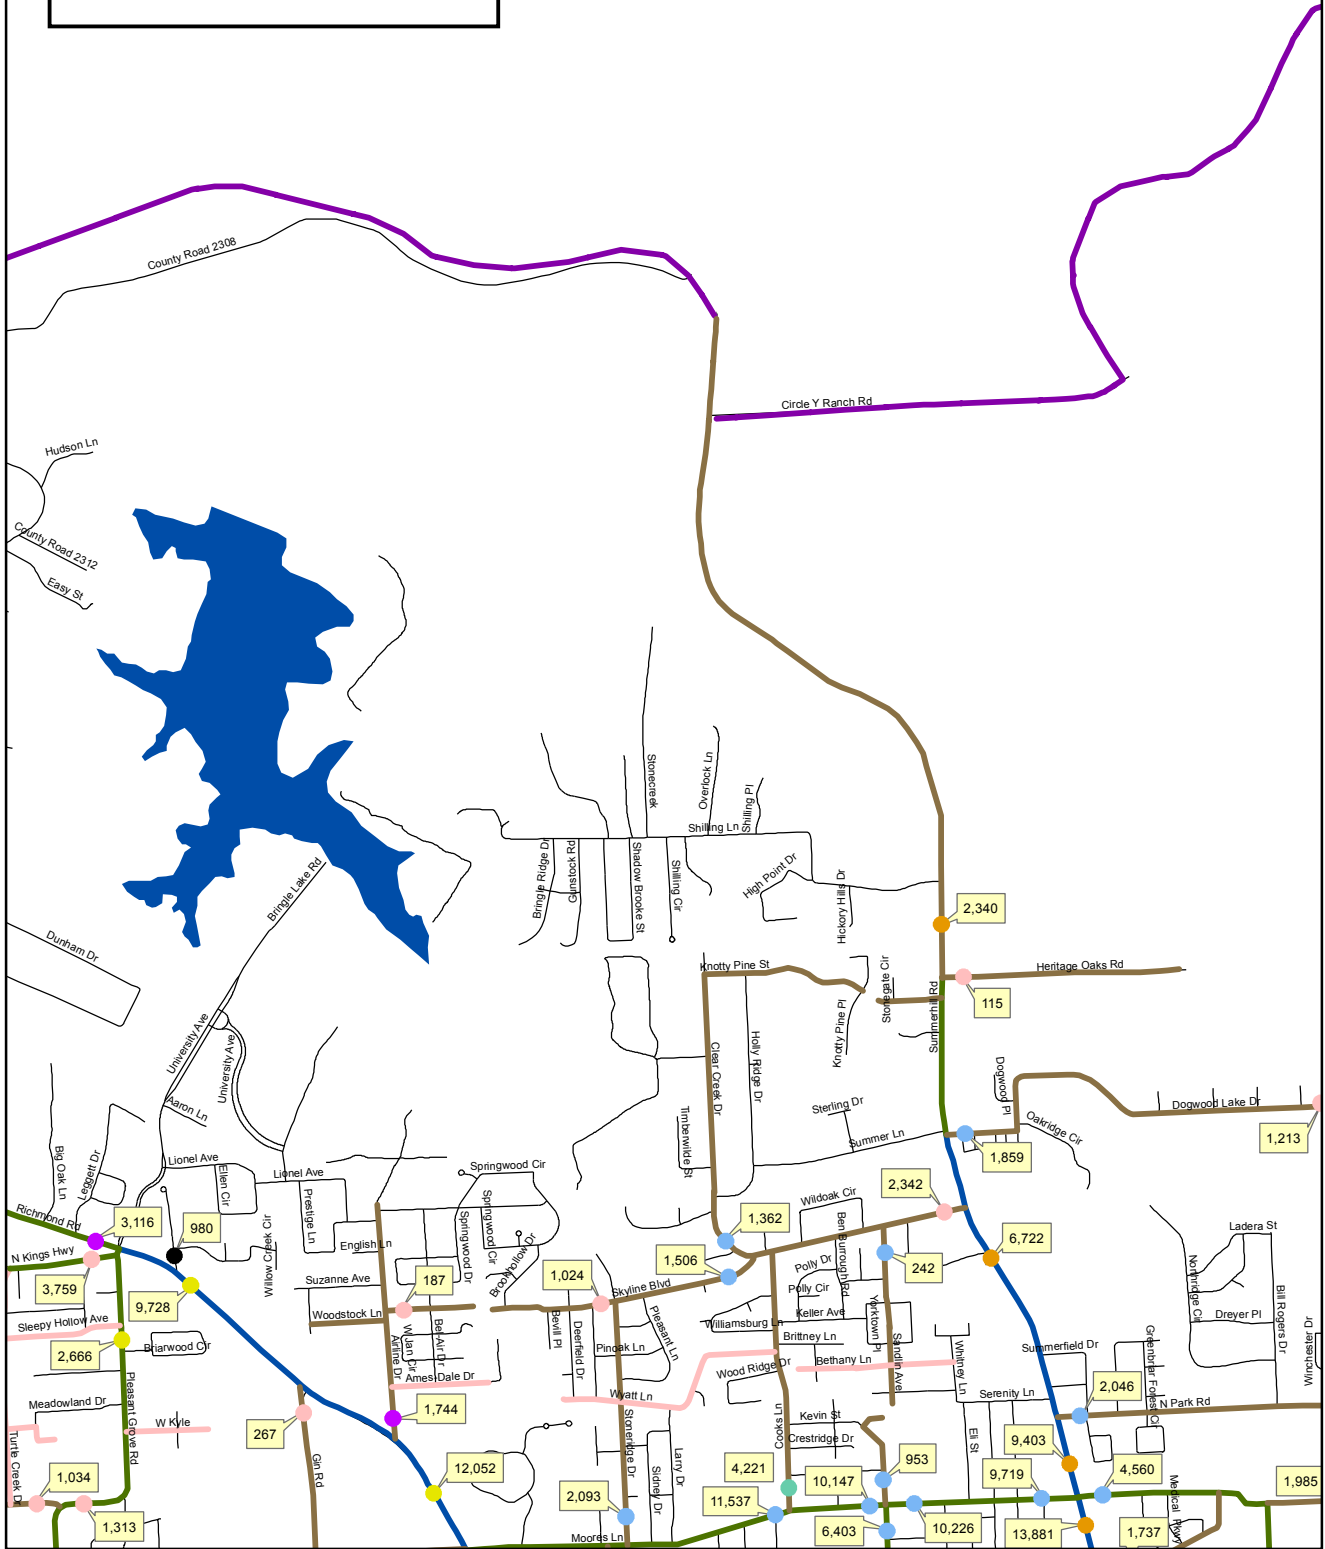 County Road 2308
Circle Y Ranch Rd
Hudson Ln
County Road 2312
Easy St
Stonecreek
Overlock Ln
Shilling Pl
Shilling Ln
Bringle Ridge Dr
Gunstock Rd
Shadow Brooke St
Shilling Cir
High Point Dr
Hickory Hills Dr
Bringle Lake Rd
2,340
Dunham Dr
Knotty Pine St
Stonegate Cir
Heritage Oaks Rd
115
Summerhill Rd
Knotty Pine Pl
University Ave
University Ave
Clear Creek Dr
Holly Ridge Dr
Aaron Ln
Timberwilde St
Sterling Dr
Summer Ln
Dogwood Pl
Oakridge Cir
Dogwood Lake Dr
1,213
1,859
Big Oak Ln
Leggett Dr
Lionel Ave
Ellen Cir
Lionel Ave
Prestige Ln
Springwood Cir
Springwood Cir
Springwood Dr
Brookhollow Dr
2,342
Wildoak Cir
Ben Burrough Rd
Richmond Rd
3,116
980
Willow Creek Cir
English Ln
1,362
1,506
6,722
242
Ladera St
N Kings Hwy
3,759
9,728
Suzanne Ave
187
1,024
Skyline Blvd
Polly Dr
Polly Cir
Northridge Cir
Bill Rogers Dr
Woodstock Ln
Sleepy Hollow Ave
2,666
Briarwood Cir
Airline Dr
W Jan Cir
Bel-Air Dr
Bevill Pl
Deerfield Dr
Pinoak Ln
Pleasant Ln
Williamsburg Ln
Keller Ave
Brittney Ln
Yorktown Pl
Sandlin Ave
Dreyer Pl
Winchester Dr
Summerfield Dr
Greenbriar Forest Cir
Wood Ridge Dr
Bethany Ln
Whitney Ln
Ames-Dale Dr
Wyatt Ln
Serenity Ln
2,046
N Park Rd
Meadowland Dr
Pleasant Grove Rd
W Kyle
267
1,744
Cooks Ln
Kevin St
Crestridge Dr
Eli St
9,403
Turtle Creek Dr
1,034
Gin Rd
12,052
Stoneridge Dr
Sidney Dr
Larry Dr
4,221
10,147
953
9,719
4,560
Medical Pkwy
1,985
1,313
2,093
11,537
6,403
10,226
13,881
1,737
Moores Ln